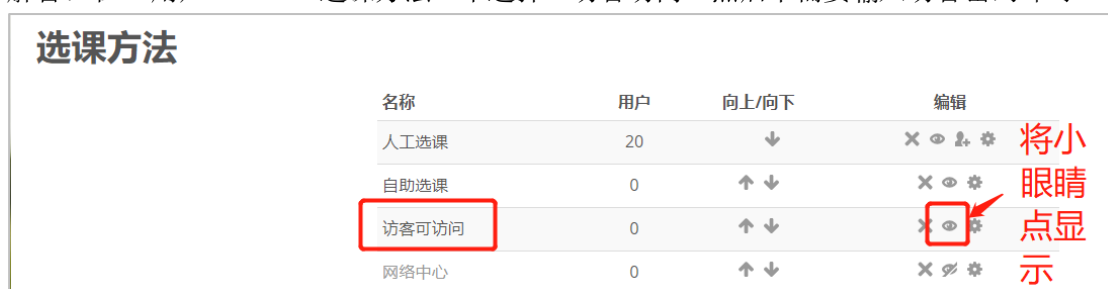 选课方法
名称 用户 向上/向下 编辑
人工选课 20
自助选课 0
访客可访问 0
网络中心 0
将小
眼睛
点显
示